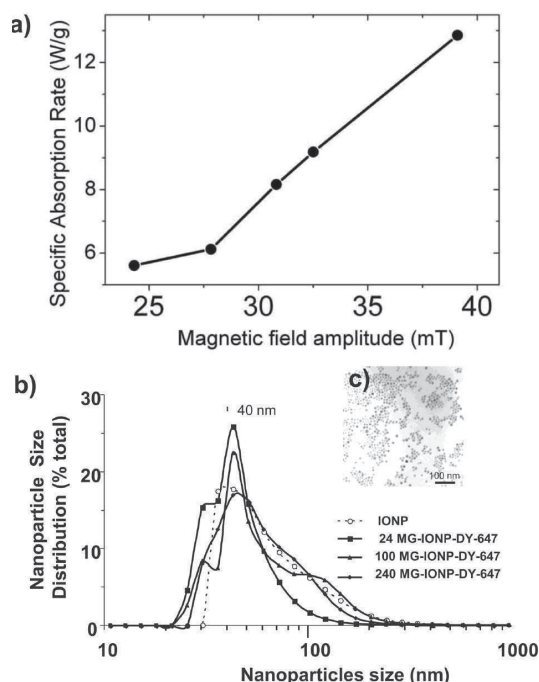 a)
Specific Absorption Rate (W/g)
12
10
8
6
25
30
35
40
Magnetic field amplitude (mT)
b)
c)
Nanoparticle Size
Distribution (% total)
30
20
10
0
40 nm
100 nm
IONP
24 MG-IONP-DY-647
100 MG-IONP-DY-647
240 MG-IONP-DY-647
10
100
1000
Nanoparticles size (nm)